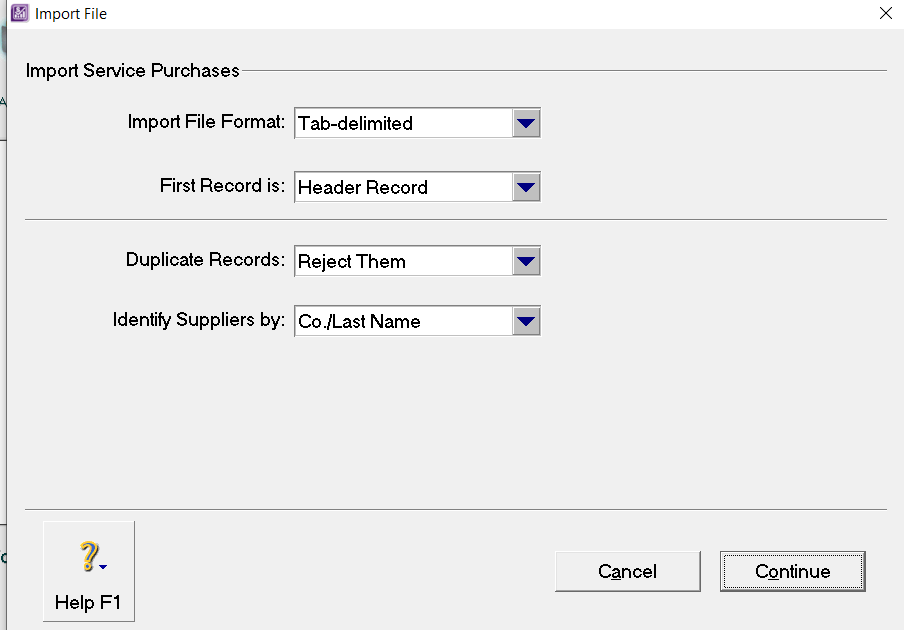 Import File
Import Service Purchases
Import File Format: Tab-delimited
First Record is: Header Record
Duplicate Records: Reject Them
Identify Suppliers by: Co./Last Name
?
Help F1
Cancel
Continue